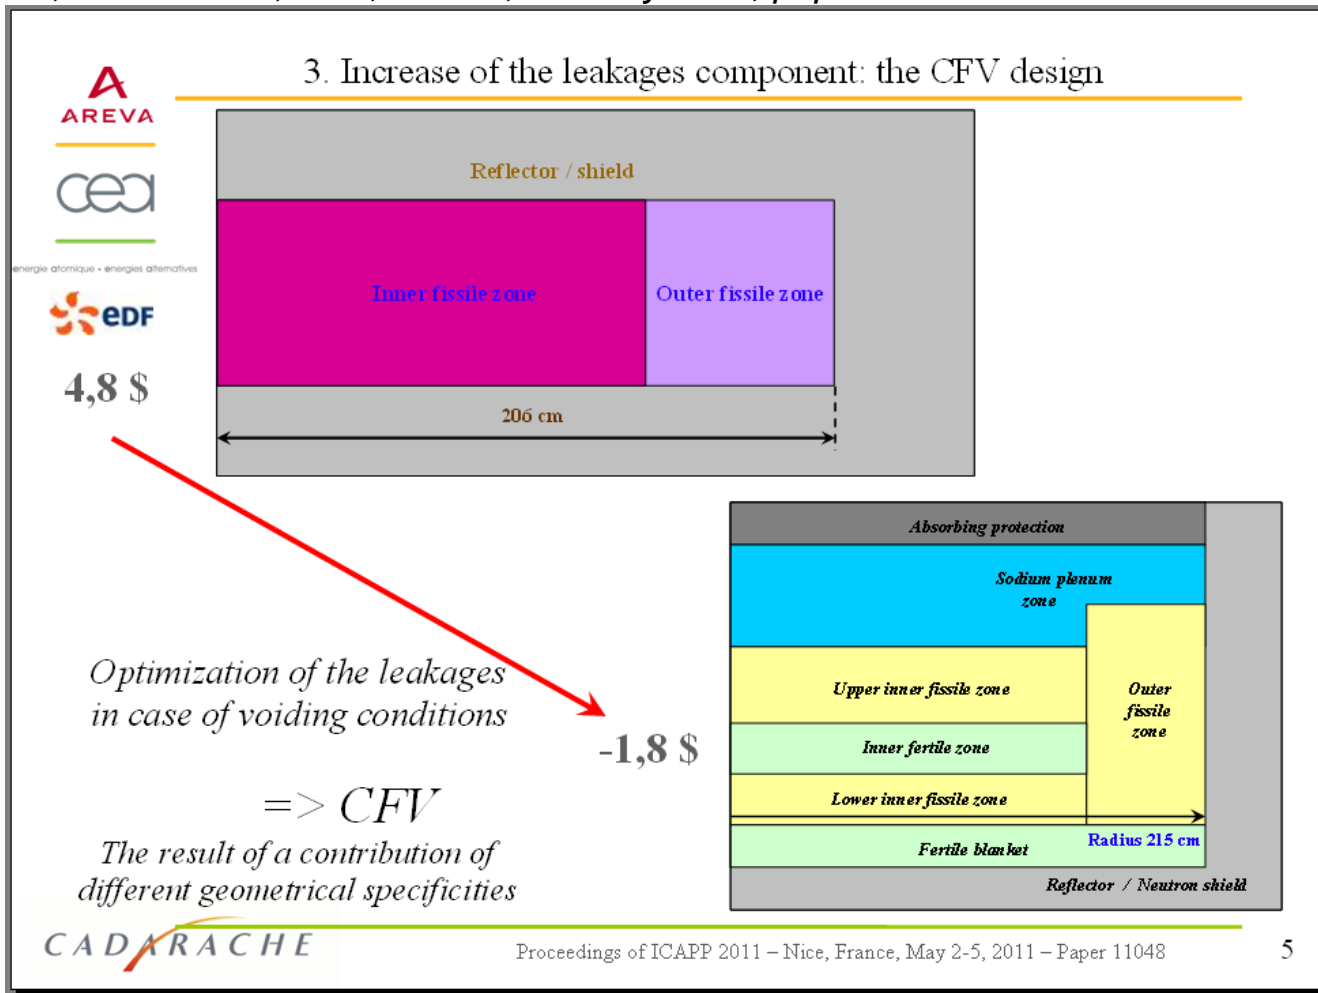 3. Increase of the leakages component: the CFV design
AREVA
cea
energie atomique • energies alternatives
eDF
Reflector / shield
Inner fissile zone
Outer fissile zone
206 cm
4,8 $
-1,8 $
Optimization of the leakages
in case of voiding conditions
=> CFV
The result of a contribution of
different geometrical specificities
Absorbing protection
Sodium plenum
zone
Upper inner fissile zone
Outer
fissile
zone
Inner fertile zone
Lower inner fissile zone
Radius 215 cm
Fertile blanket
Reflector / Neutron shield
CADARACHE
Proceedings of ICAPP 2011 – Nice, France, May 2-5, 2011 – Paper 11048
5